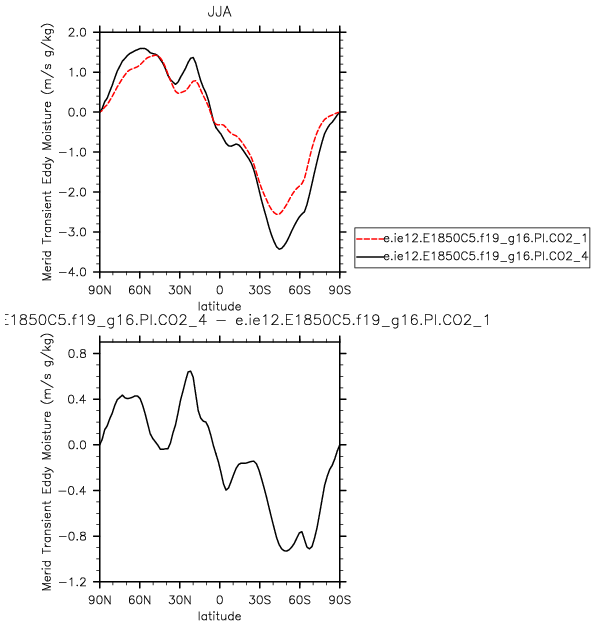 JJA
Merid Transient Eddy Moisture (m/s g/kg)
2.0
1.0
0.0
−1.0
−2.0
−3.0
−4.0
90N 60N 30N 0 30S 60S 90S
latitude
e.ie12.E1850C5.f19_g16.PI.CO2_1
e.ie12.E1850C5.f19_g16.PI.CO2_4
E1850C5.f19_g16.PI.CO2_4 − e.ie12.E1850C5.f19_g16.PI.CO2_1
Merid Transient Eddy Moisture (m/s g/kg)
0.8
0.4
0.0
−0.4
−0.8
−1.2
90N 60N 30N 0 30S 60S 90S
latitude